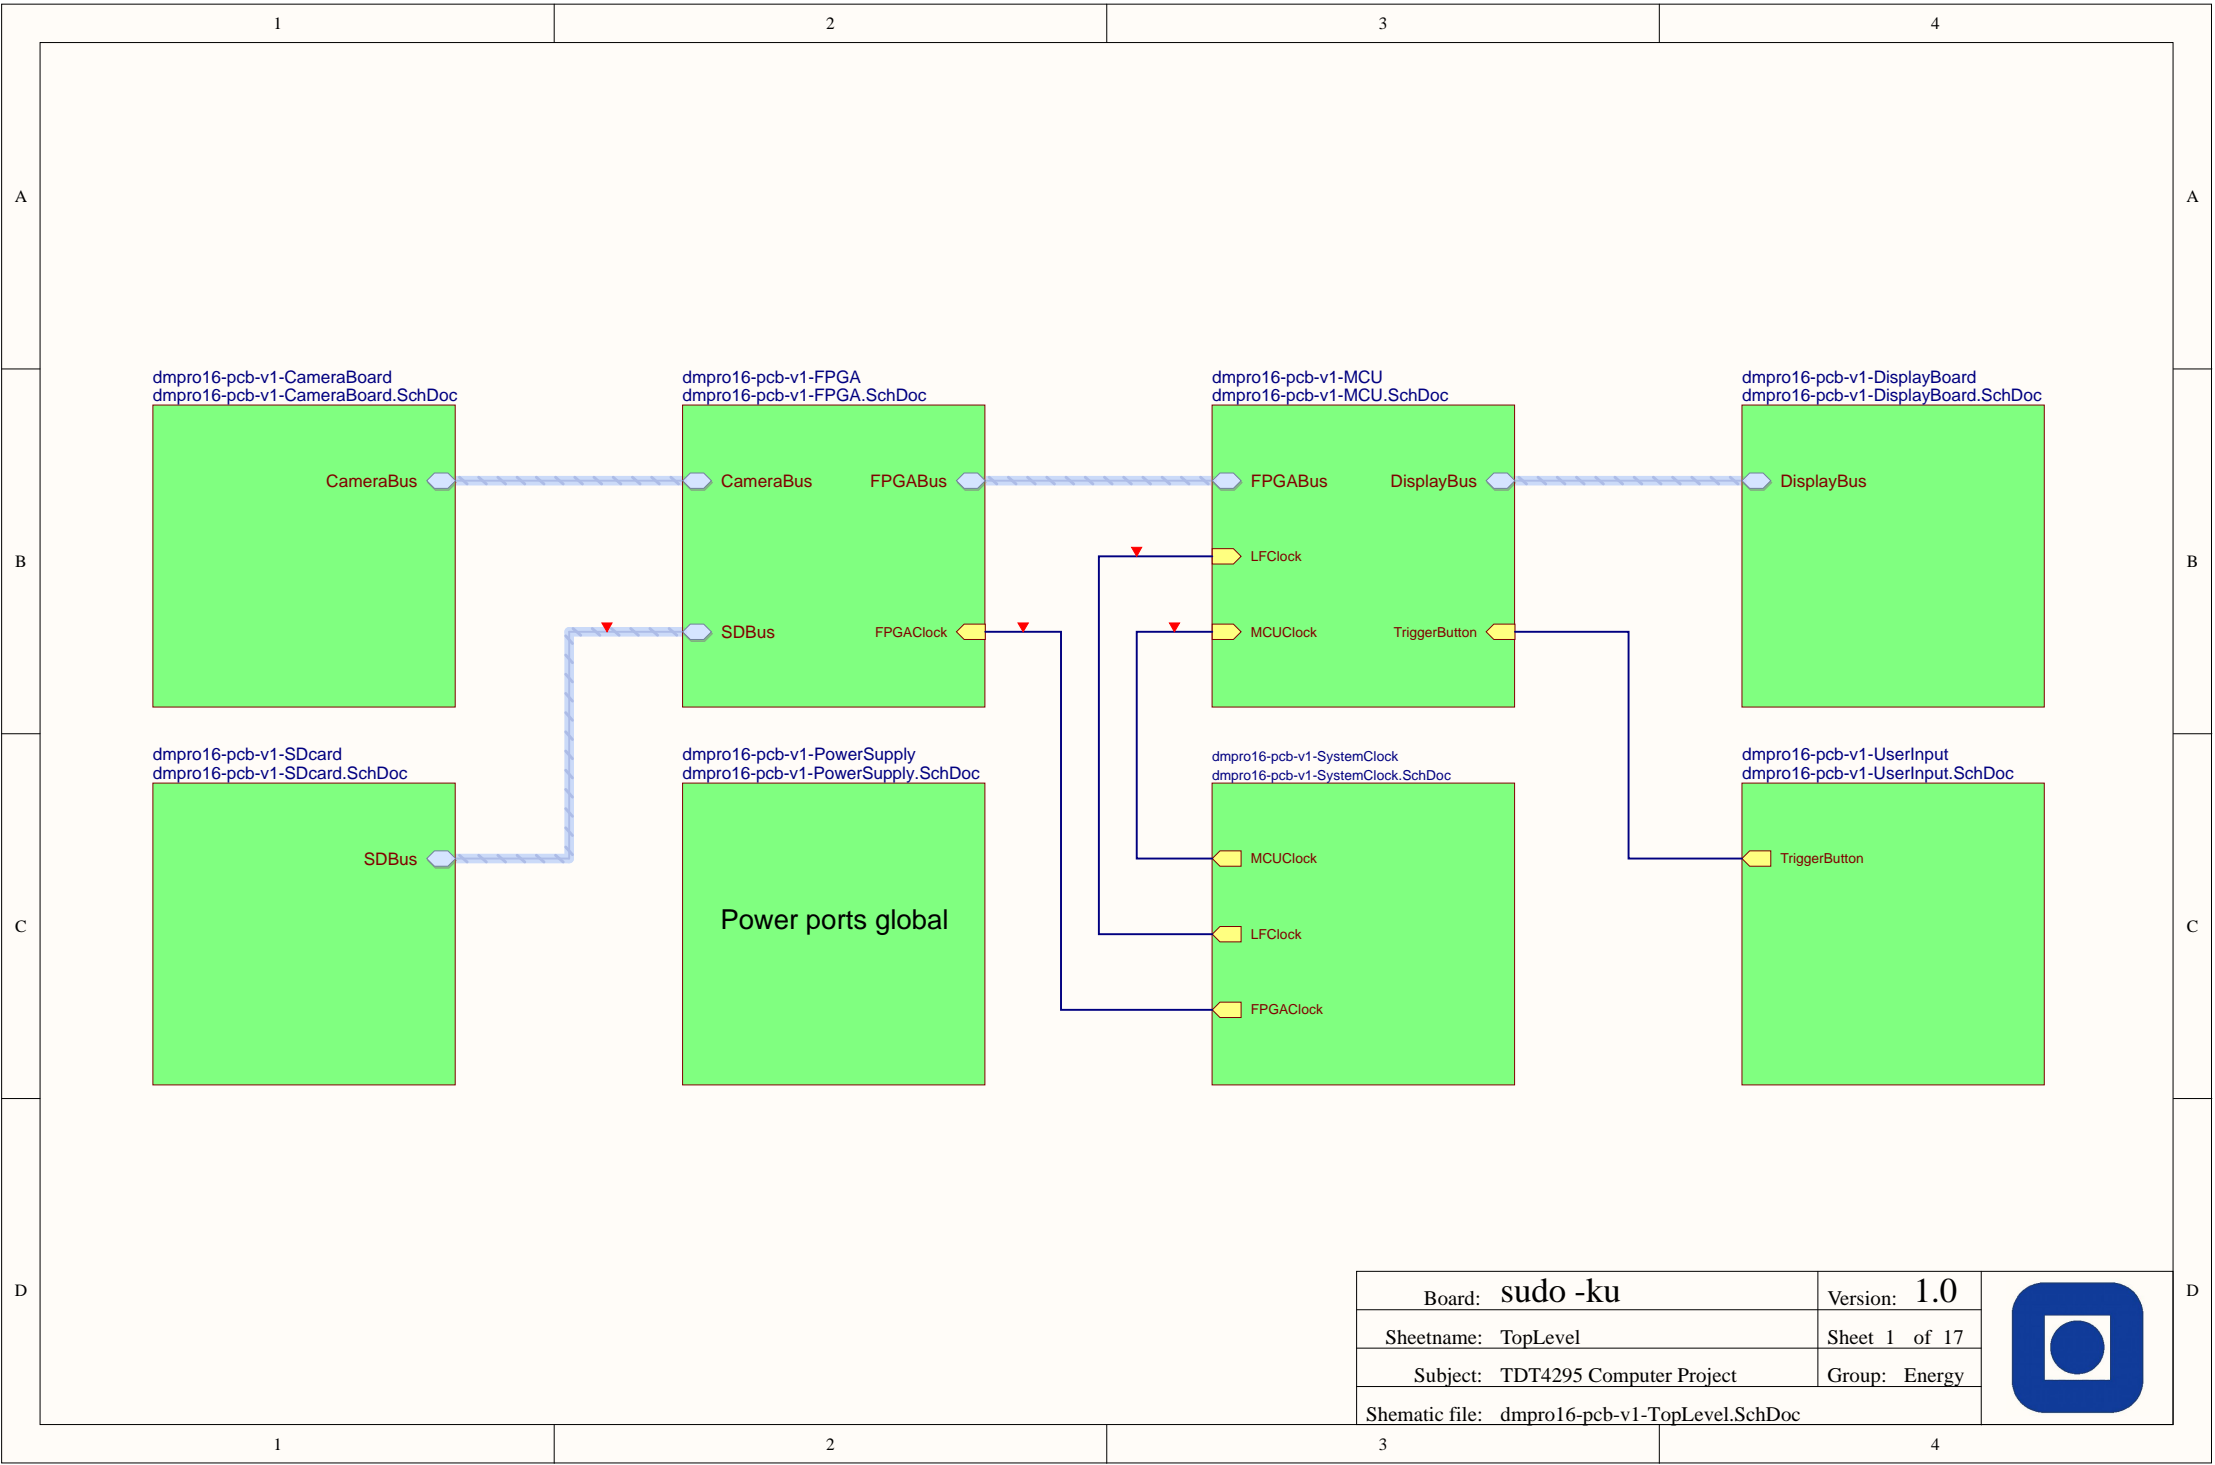 1 2 3 4
A A
dmpro16-pcb-v1-CameraBoard
dmpro16-pcb-v1-CameraBoard.SchDoc
CameraBus
dmpro16-pcb-v1-FPGA
dmpro16-pcb-v1-FPGA.SchDoc
CameraBus FPGABus
SDBus FPGAClock
dmpro16-pcb-v1-MCU
dmpro16-pcb-v1-MCU.SchDoc
FPGABus DisplayBus
LFClock
MCUClock TriggerButton
dmpro16-pcb-v1-DisplayBoard
dmpro16-pcb-v1-DisplayBoard.SchDoc
DisplayBus
B B
dmpro16-pcb-v1-SDcard
dmpro16-pcb-v1-SDcard.SchDoc
SDBus
dmpro16-pcb-v1-PowerSupply
dmpro16-pcb-v1-PowerSupply.SchDoc
Power ports global
dmpro16-pcb-v1-SystemClock
dmpro16-pcb-v1-SystemClock.SchDoc
MCUClock
LFClock
FPGAClock
dmpro16-pcb-v1-UserInput
dmpro16-pcb-v1-UserInput.SchDoc
TriggerButton
C C
D D
Board: sudo -ku Version: 1.0
Sheetname: TopLevel Sheet 1 of 17
Subject: TDT4295 Computer Project Group: Energy
Shematic file: dmpro16-pcb-v1-TopLevel.SchDoc
1 2 3 4